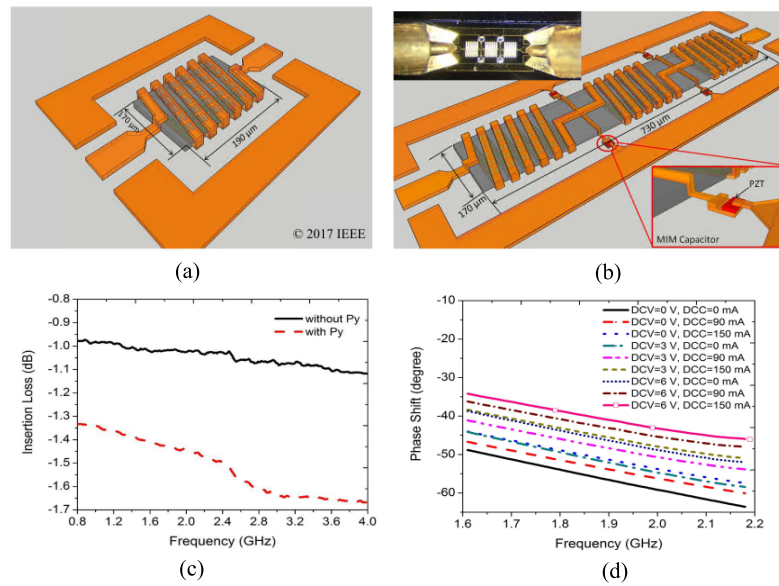 170 µm
190 µm
© 2017 IEEE
(a)
730 µm
170 µm
PZT
MIM Capacitor
(b)
-0.8
-0.9
-1.0
-1.1
-1.2
-1.3
-1.4
-1.5
-1.6
-1.7
Insertion Loss (dB)
without Py
with Py
0.8 1.2 1.6 2.0 2.4 2.8 3.2 3.6 4.0
Frequency (GHz)
(c)
-10
-20
-30
-40
-50
-60
Phase Shift (degree)
DCV=0 V, DCC=0 mA
DCV=0 V, DCC=90 mA
DCV=0 V, DCC=150 mA
DCV=3 V, DCC=0 mA
DCV=3 V, DCC=90 mA
DCV=3 V, DCC=150 mA
DCV=6 V, DCC=0 mA
DCV=6 V, DCC=90 mA
DCV=6 V, DCC=150 mA
1.6 1.7 1.8 1.9 2.0 2.1 2.2
Frequency (GHz)
(d)